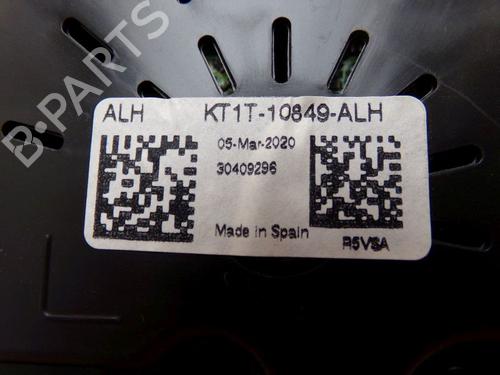 B-PARTS
ALH KT1T-10849-ALH
05-Mar-2020
30409296
Made in Spain
R5VSA